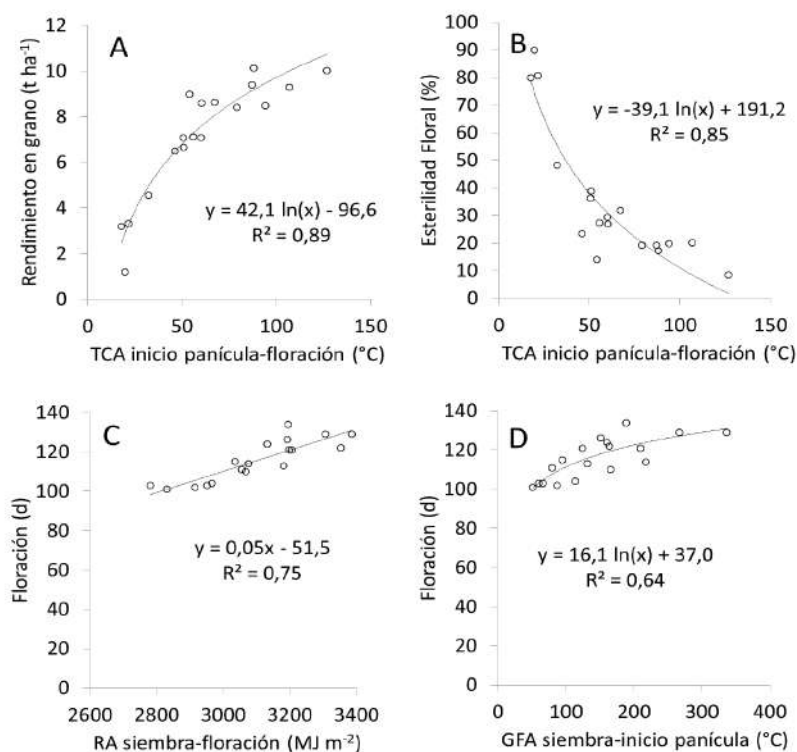 A
Rendimiento en grano (t ha⁻¹)
12
10
8
6
4
2
0
y = 42,1 ln(x) - 96,6
R² = 0,89
0 50 100 150
TCA inicio panícula-floración (°C)
B
Esterilidad Floral (%)
100
90
80
70
60
50
40
30
20
10
0
y = -39,1 ln(x) + 191,2
R² = 0,85
0 50 100 150
TCA inicio panícula-floración (°C)
C
Floración (d)
140
120
100
80
60
40
20
0
y = 0,05x - 51,5
R² = 0,75
2600 2800 3000 3200 3400
RA siembra-floración (MJ m⁻²)
D
Floración (d)
140
120
100
80
60
40
20
0
y = 16,1 ln(x) + 37,0
R² = 0,64
0 100 200 300 400
GFA siembra-inicio panícula (°C)